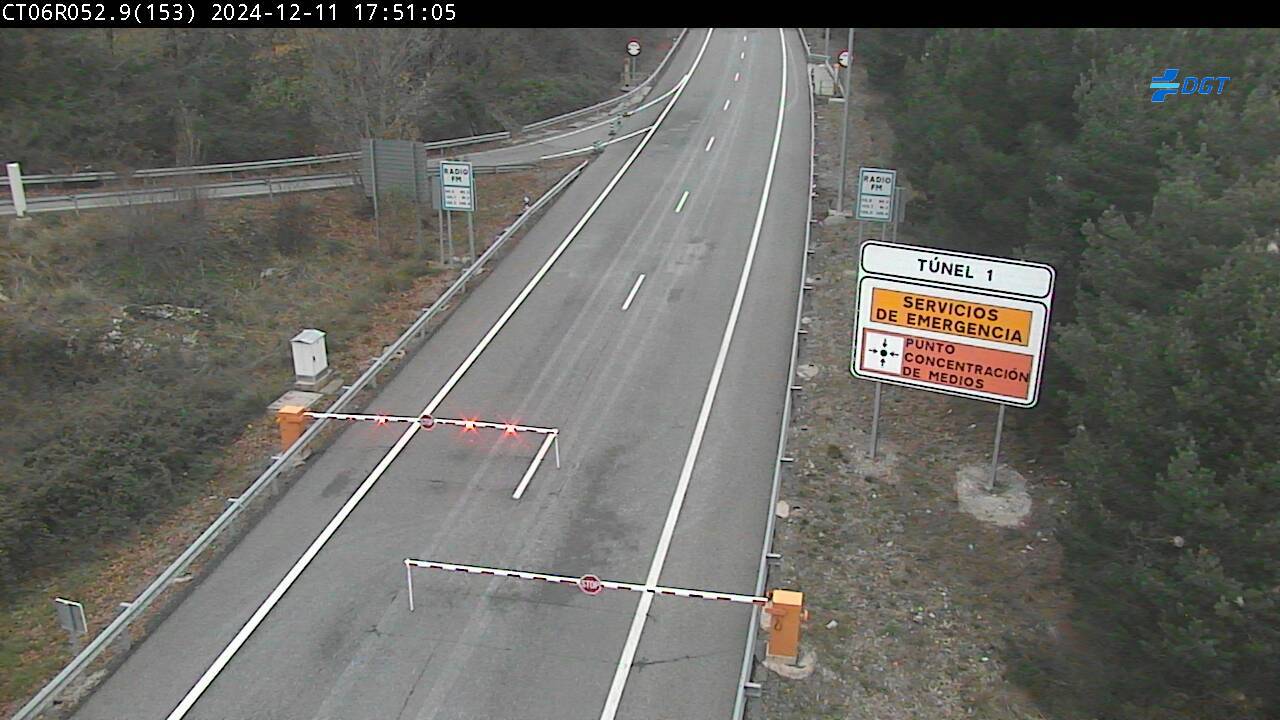 CT06R052.9(153) 2024-12-11 17:51:05
DGT
RADIO
FM
RADIO
FM
TÚNEL 1
SERVICIOS
DE EMERGENCIA
PUNTO
CONCENTRACIÓN
DE MEDIOS
STOP